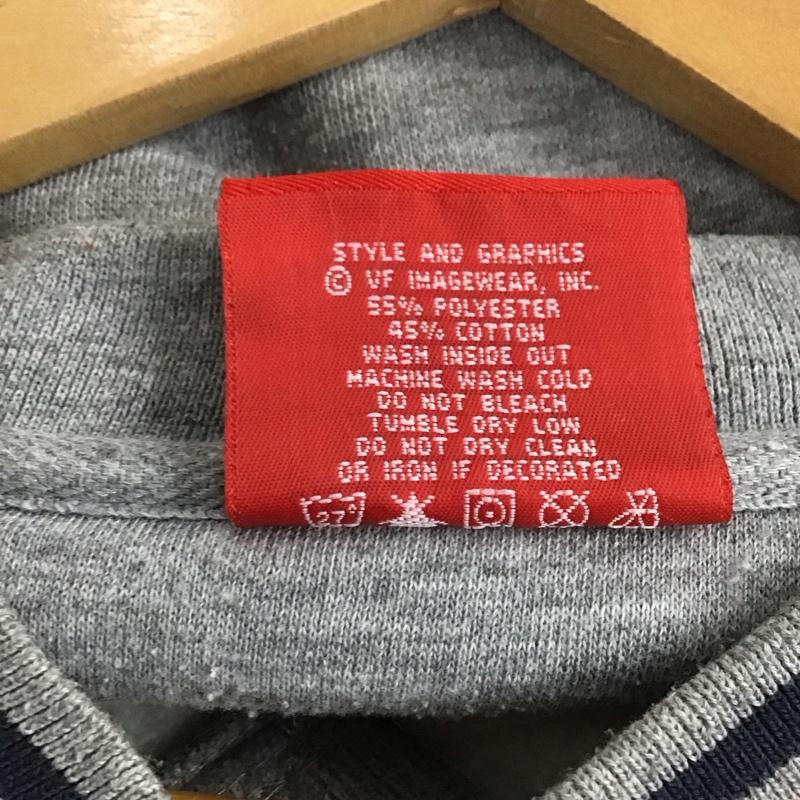 STYLE AND GRAPHICS
© VF IMAGEWEAR, INC.
55% POLYESTER
45% COTTON
WASH INSIDE OUT
MACHINE WASH COLD
DO NOT BLEACH
TUMBLE DRY LOW
DO NOT DRY CLEAN
OR IRON IF DECORATED
27°